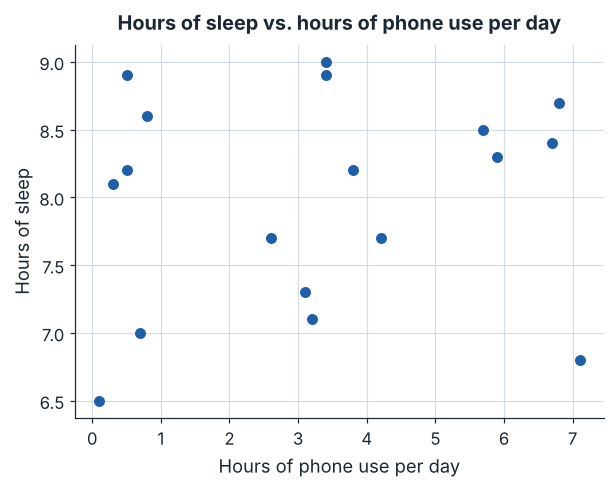 Hours of sleep vs. hours of phone use per day
Hours of sleep
9.0
8.5
8.0
7.5
7.0
6.5
0 1 2 3 4 5 6 7
Hours of phone use per day